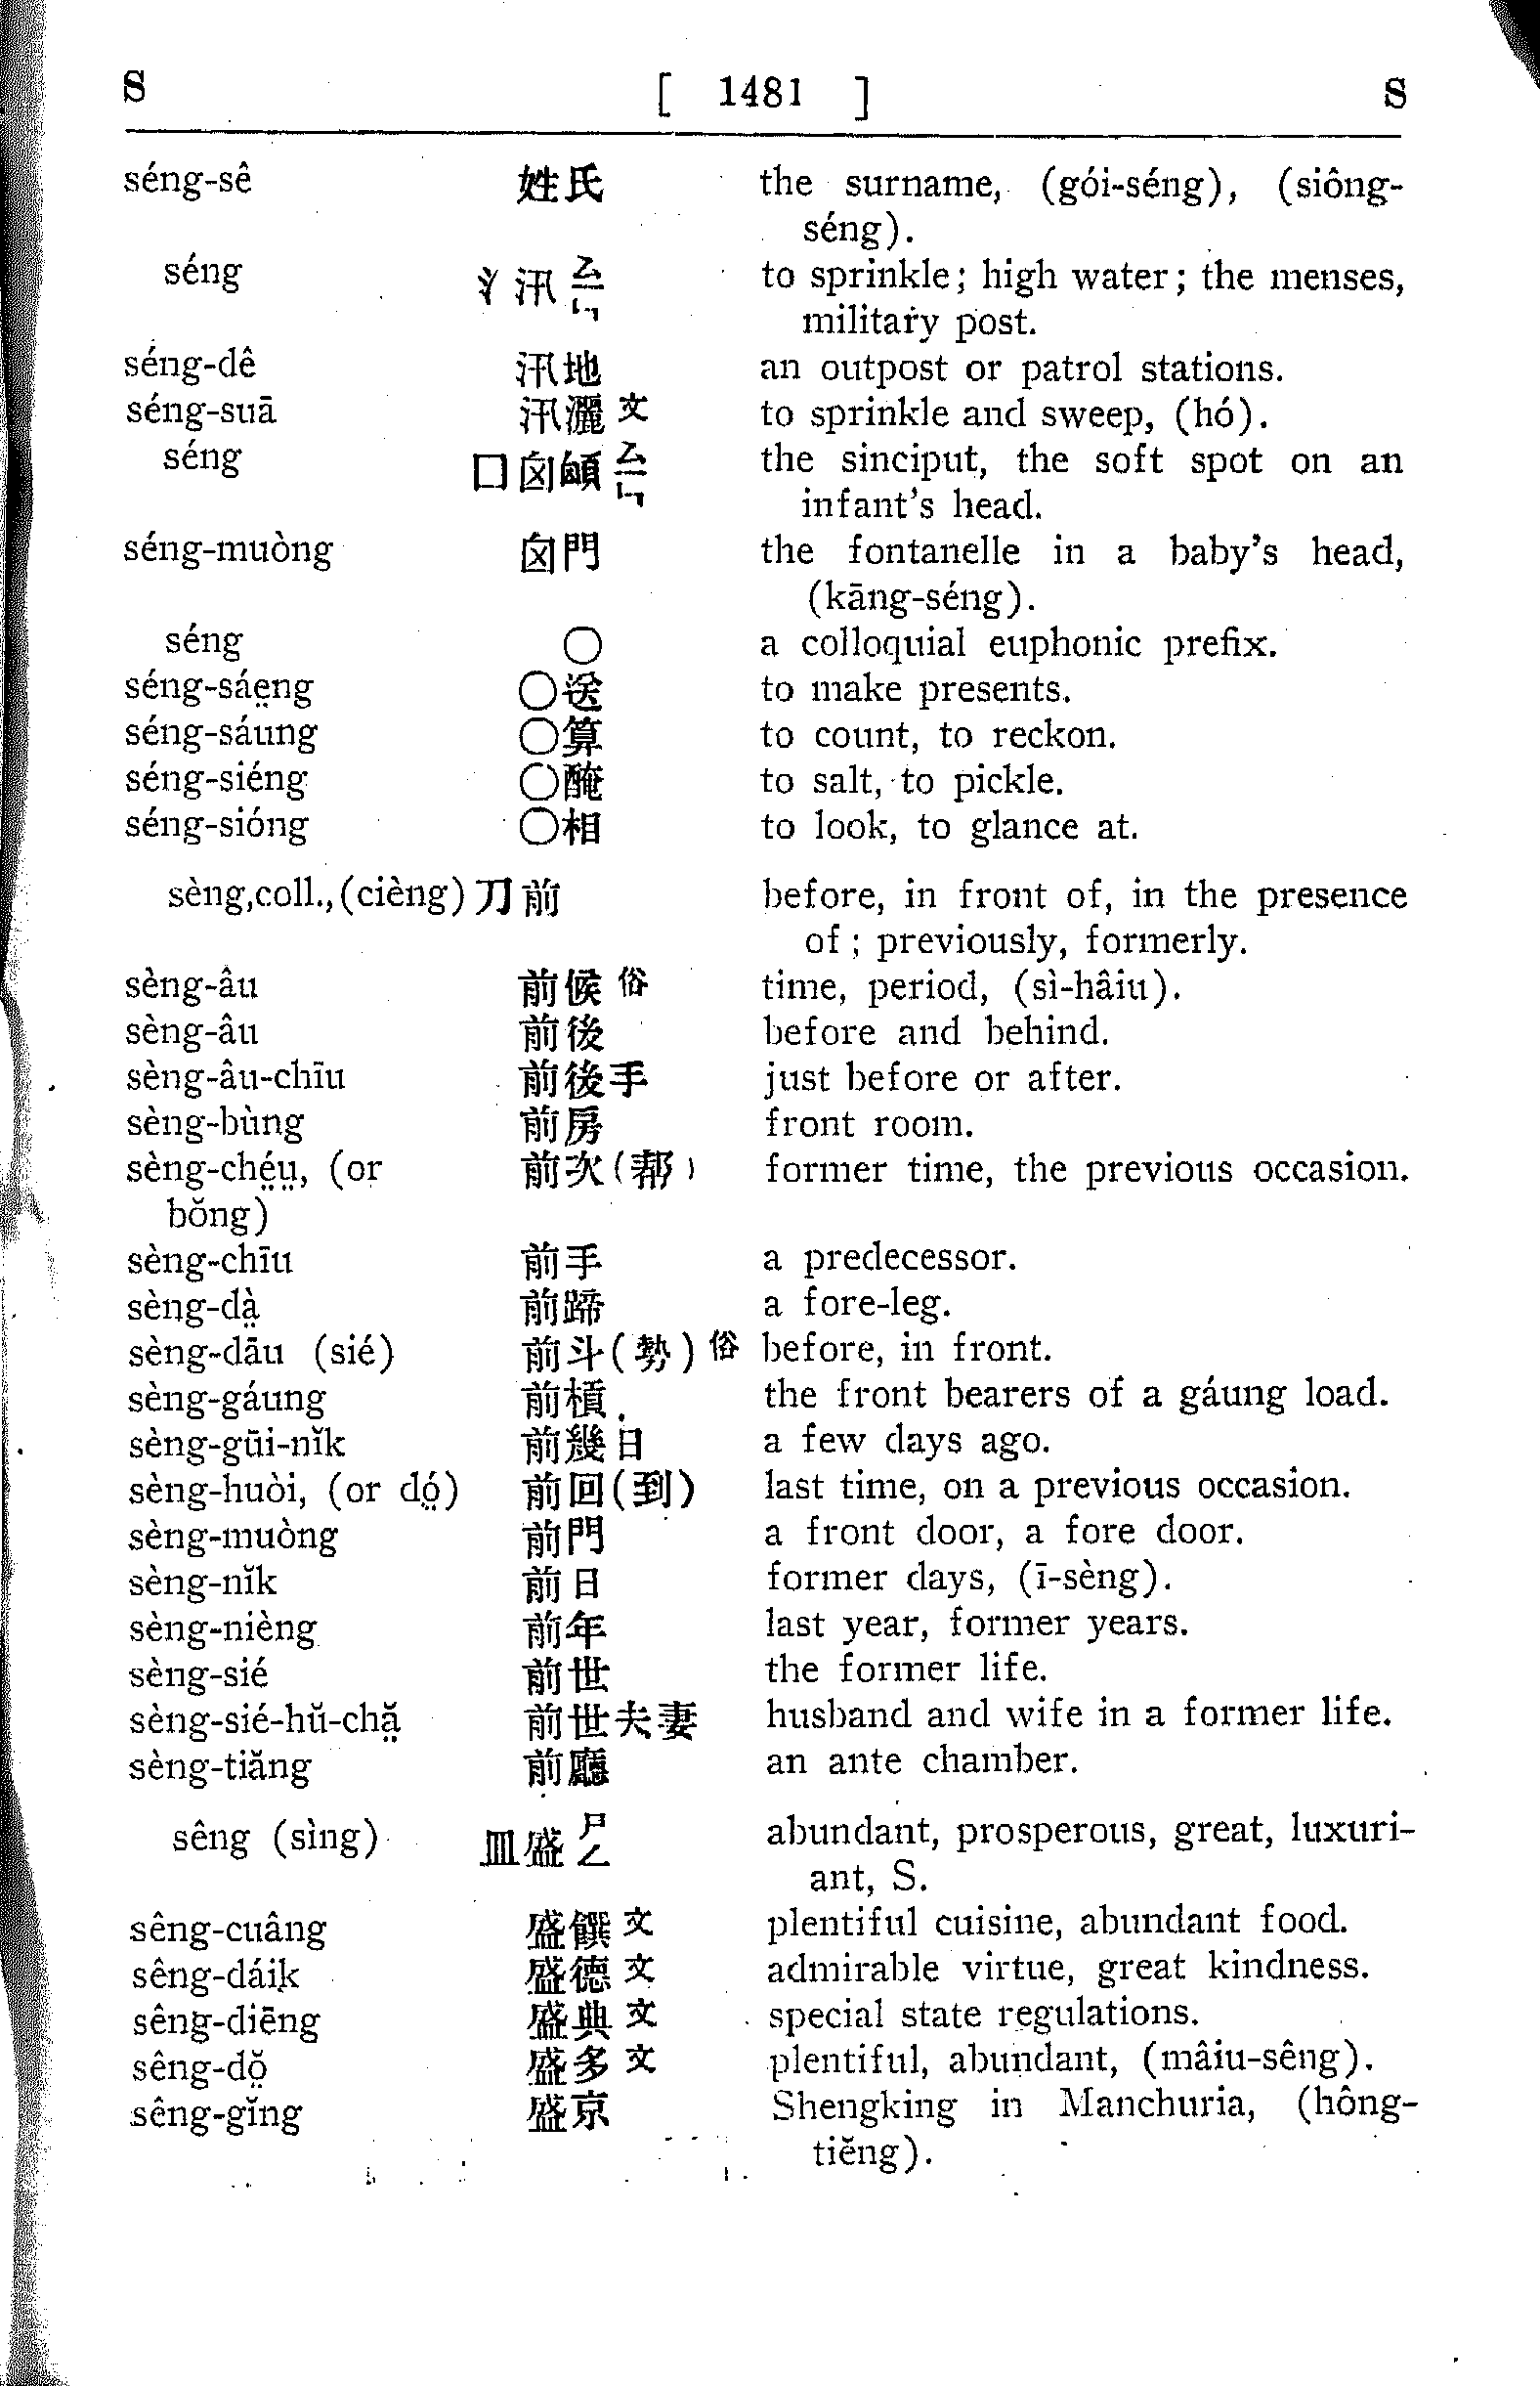 S [ 1481 ] S
séng-sê 姓氏 the surname, (gói-séng), (siông-
séng).
séng 氵汛 ㄙㄧㄣ to sprinkle; high water; the menses,
military post.
séng-dê 汛地 an outpost or patrol stations.
séng-suā 汛灑文 to sprinkle and sweep, (hó).
séng 囗囟顖 ㄙㄧㄣ the sinciput, the soft spot on an
infant's head.
séng-muòng 囟門 the fontanelle in a baby's head,
(kāng-séng).
séng ○ a colloquial euphonic prefix.
séng-sáe̤ng ○送 to make presents.
séng-sáung ○算 to count, to reckon.
séng-siéng ○醃 to salt, to pickle.
séng-sióng ○相 to look, to glance at.
sèng,coll.,(cièng) 刀前 before, in front of, in the presence
of; previously, formerly.
sèng-âu 前候俗 time, period, (sì-hâiu).
sèng-âu 前後 before and behind.
sèng-âu-chīu 前後手 just before or after.
sèng-bùng 前房 front room.
sèng-ché̤ṳ, (or 前次(帮) former time, the previous occasion.
bŏng)
sèng-chīu 前手 a predecessor.
sèng-dà̤ 前蹄 a fore-leg.
sèng-dāu (sié) 前斗(勢)俗 before, in front.
sèng-gáung 前槓. the front bearers of a gáung load.
sèng-gūi-nĭk 前幾日 a few days ago.
sèng-huòi, (or dó̤) 前回(到) last time, on a previous occasion.
sèng-muòng 前門 a front door, a fore door.
sèng-nĭk 前日 former days, (ī-sèng).
sèng-nièng 前年 last year, former years.
sèng-sié 前世 the former life.
sèng-sié-hŭ-chă̤ 前世夫妻 husband and wife in a former life.
sèng-tiăng 前廳 an ante chamber.
sêng (sìng) 皿盛 ㄕㄥ abundant, prosperous, great, luxuri-
ant, S.
sêng-cuâng 盛饌文 plentiful cuisine, abundant food.
sêng-dáik 盛德文 admirable virtue, great kindness.
sêng-diēng 盛典文 special state regulations.
sêng-dŏ̤ 盛多文 plentiful, abundant, (mâiu-sêng).
sêng-gĭng 盛京 Shengking in Manchuria, (hông-
tiĕng).